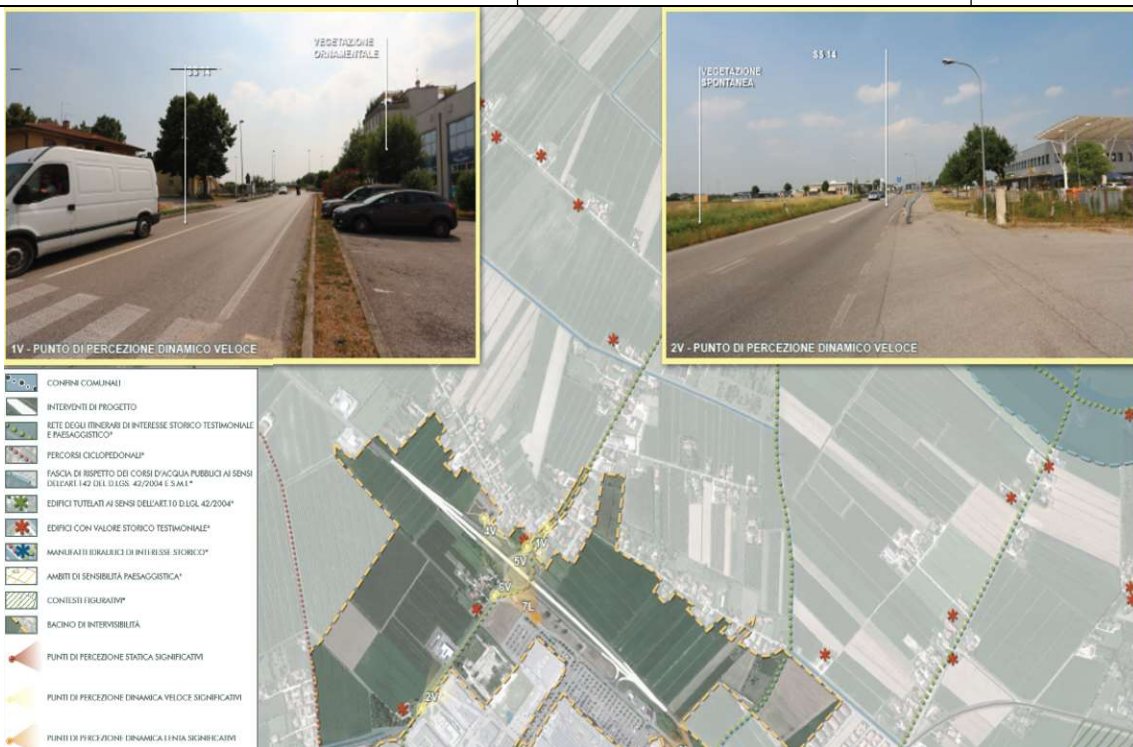 SS 14
VEGETAZIONE
ORNAMENTALE
1V - PUNTO DI PERCEZIONE DINAMICO VELOCE
VEGETAZIONE
SPONTANEA
SS 14
2V - PUNTO DI PERCEZIONE DINAMICO VELOCE
CONFINI COMUNALI
INTERVENTI DI PROGETTO
RETE DEGLI ITINERARI DI INTERESSE STORICO TESTIMONIALE
E PAESAGGISTICO*
PERCORSI CICLOPEDONALI*
FASCIA DI RISPETTO DEI CORSI D'ACQUA PUBBLICI AI SENSI
DELL'ART.142 DEL D.LGS. 42/2004 E S.M.I.*
EDIFICI TUTELATI AI SENSI DELL'ART.10 D.LGL 42/2004*
EDIFICI CON VALORE STORICO TESTIMONIALE*
MANUFATTI IDRAULICI DI INTERESSE STORICO*
AMBITI DI SENSIBILITÀ PAESAGGISTICA*
CONTESTI FIGURATIVI*
BACINO DI INTERVISIBILITÀ
PUNTI DI PERCEZIONE STATICA SIGNIFICATIVI
PUNTI DI PERCEZIONE DINAMICA VELOCE SIGNIFICATIVI
PUNTI DI PERCEZIONE DINAMICA LENTA SIGNIFICATIVI
1V
7L
2V